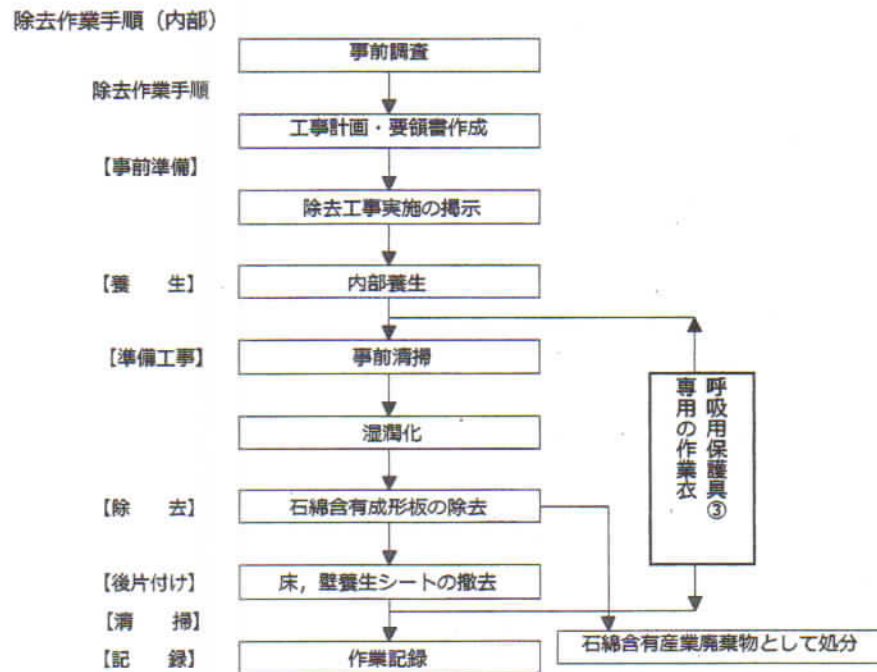 除去作業手順（内部）
事前調査
除去作業手順
工事計画・要領書作成
【事前準備】
除去工事実施の掲示
【養　生】
内部養生
【準備工事】
事前清掃
呼吸用保護具③
専用の作業衣
湿潤化
【除　去】
石綿含有成形板の除去
【後片付け】
床，壁養生シートの撤去
【清　掃】
石綿含有産業廃棄物として処分
【記　録】
作業記録